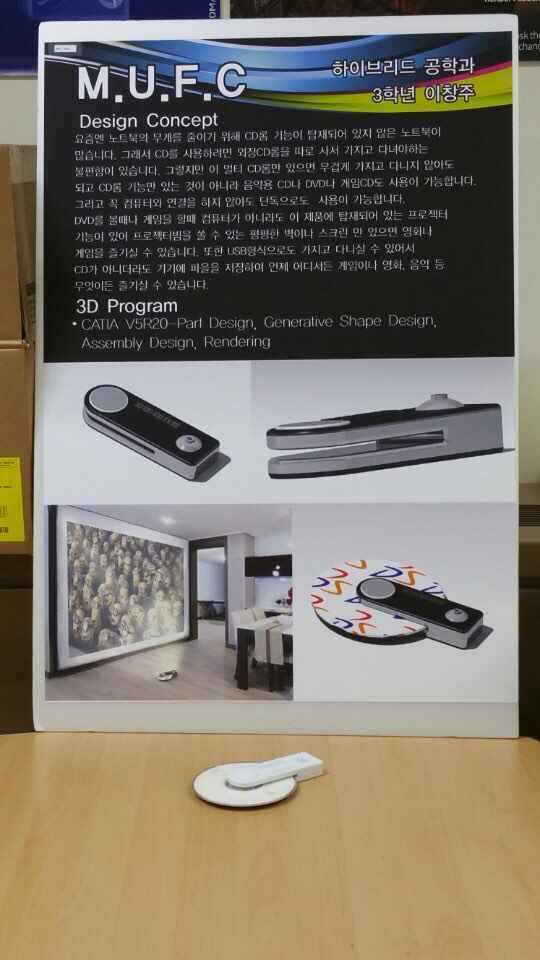 M.U.F.C
하이브리드 공학과
3학년 이창주
Design Concept
요즘엔 노트북의 무게를 줄이기 위해 CD롬 기능이 탑재되어 있지 않은 노트북이
많습니다. 그래서 CD를 사용하려면 외장CD롬을 따로 사서 가지고 다녀야하는
불편함이 있습니다. 그렇지만 이 멀티 CD롬만 있으면 무겁게 가지고 다니지 않아도
되고 CD롬 기능만 있는 것이 아니라 음악용 CD나 DVD나 게임CD도 사용이 가능합니다.
그리고 꼭 컴퓨터와 연결을 하지 않아도 단독으로도 사용이 가능합니다.
DVD를 볼때나 게임을 할때 컴퓨터가 아니라도 이 제품에 탑재되어 있는 프로젝터
기능이 있어 프로젝터빔을 쏠 수 있는 평평한 벽이나 스크린 만 있으면 영화나
게임을 즐기실 수 있습니다. 또한 USB형식으로도 가지고 다니실 수 있어서
CD가 아니더라도 기기에 파일을 저장하여 언제 어디서든 게임이나 영화, 음악 등
무엇이든 즐기실 수 있습니다.
3D Program
• CATIA V5R20-Part Design, Generative Shape Design,
Assembly Design, Rendering